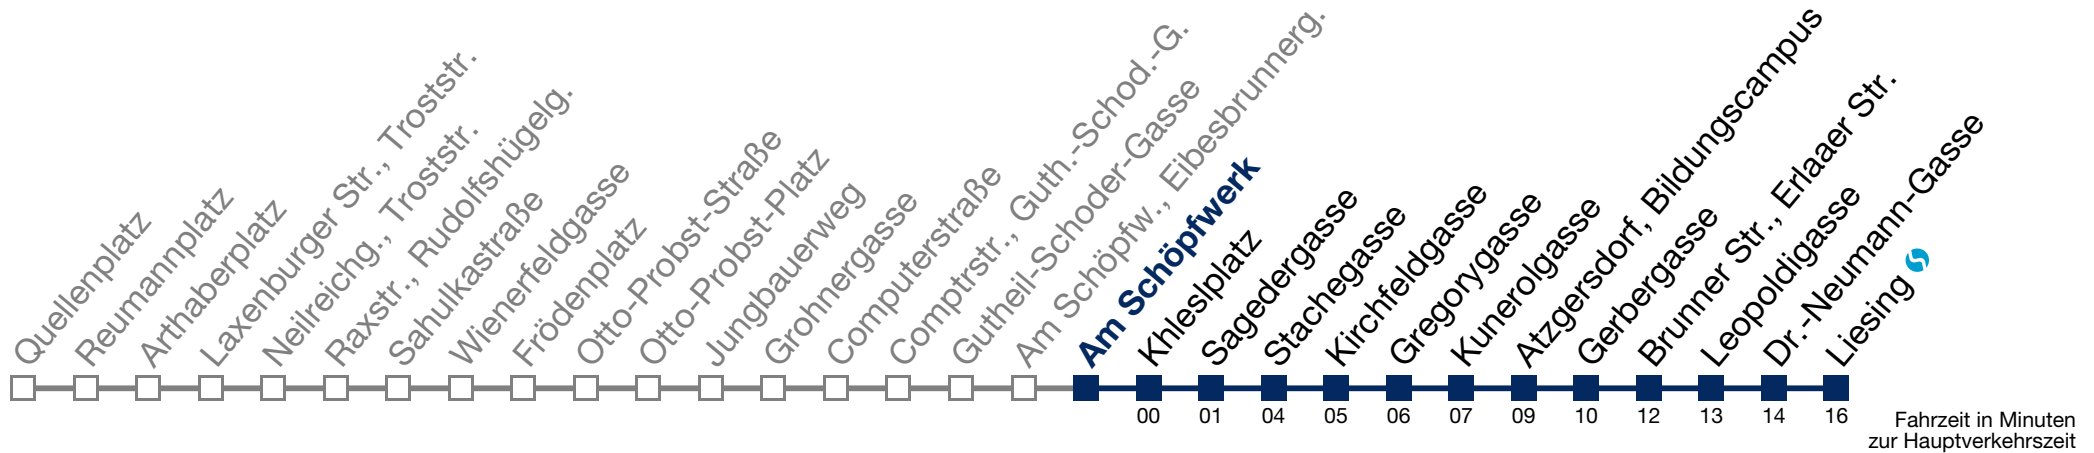 Quellenplatz
Reumannplatz
Arthaberplatz
Laxenburger Str., Troststr.
Neilreichg., Troststr.
Raxstr., Rudolfshügelg.
Sahulkastraße
Wienerfeldgasse
Frödenplatz
Otto-Probst-Straße
Otto-Probst-Platz
Jungbauerweg
Grohnergasse
Computerstraße
Comptrstr., Guth.-Schod.-G.
Gutheil-Schoder-Gasse
Am Schöpfw., Eibesbrunnerg.
Am Schöpfwerk
Khleslplatz
Sagedergasse
Stachegasse
Kirchfeldgasse
Gregorygasse
Kunerolgasse
Atzgersdorf, Bildungscampus
Gerbergasse
Brunner Str., Erlaaer Str.
Leopoldigasse
Dr.-Neumann-Gasse
Liesing
00 01 04 05 06 07 09 10 12 13 14 16
Fahrzeit in Minuten
zur Hauptverkehrszeit